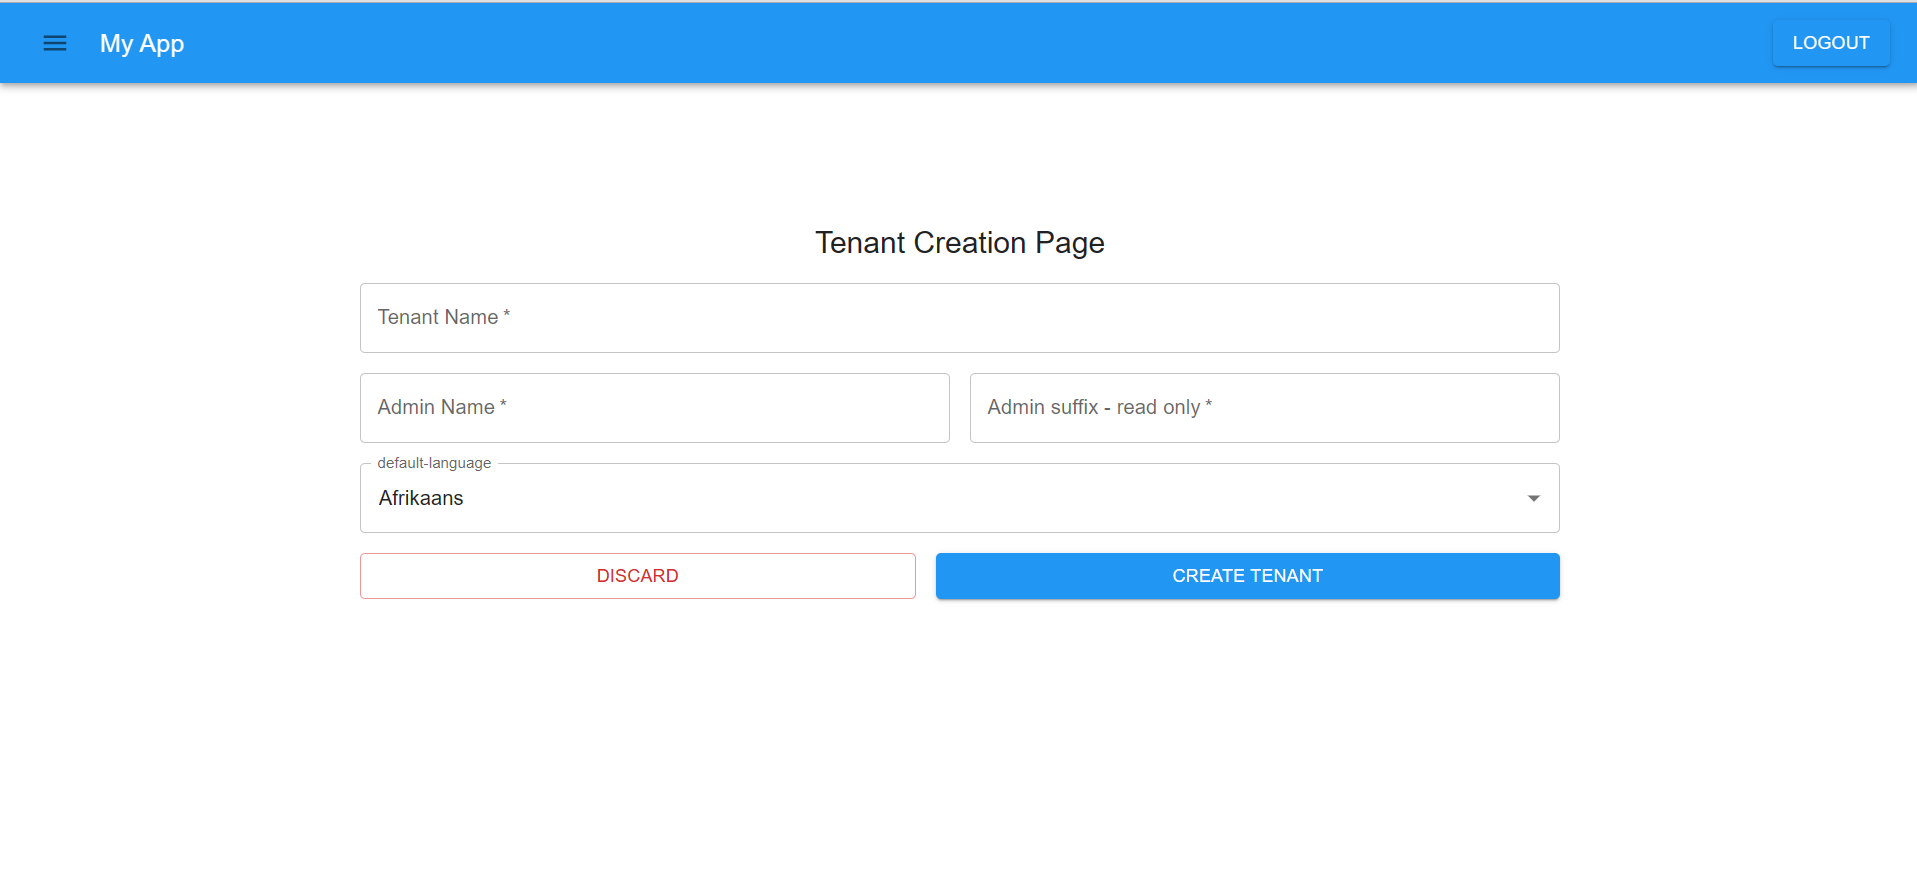 My App
LOGOUT
Tenant Creation Page
Tenant Name *
Admin Name *
Admin suffix - read only *
default-language
Afrikaans
DISCARD
CREATE TENANT